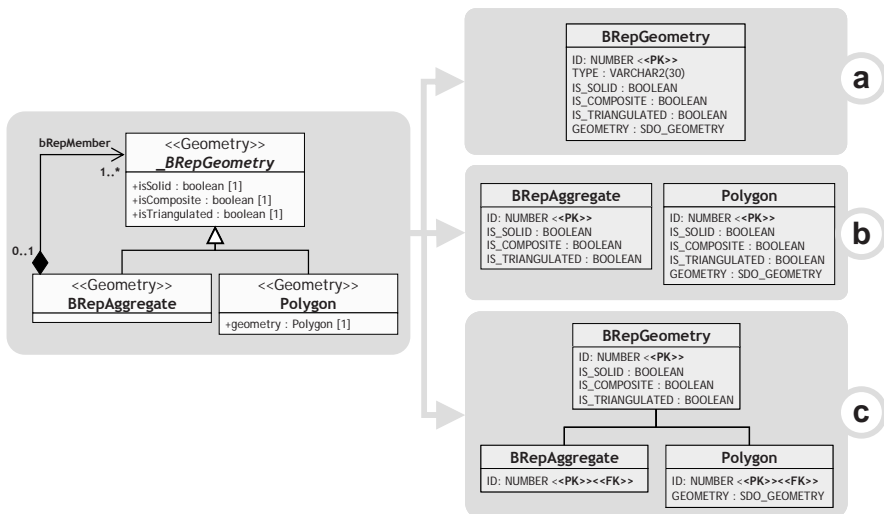 bRepMember
1..*
0..1
<<Geometry>>
_BRepGeometry
+isSolid : boolean [1]
+isComposite : boolean [1]
+isTriangulated : boolean [1]
<<Geometry>>
BRepAggregate
<<Geometry>>
Polygon
+geometry : Polygon [1]
BRepGeometry
ID: NUMBER <<PK>>
TYPE : VARCHAR2(30)
IS_SOLID : BOOLEAN
IS_COMPOSITE : BOOLEAN
IS_TRIANGULATED : BOOLEAN
GEOMETRY : SDO_GEOMETRY
a
BRepAggregate
ID: NUMBER <<PK>>
IS_SOLID : BOOLEAN
IS_COMPOSITE : BOOLEAN
IS_TRIANGULATED : BOOLEAN
Polygon
ID: NUMBER <<PK>>
IS_SOLID : BOOLEAN
IS_COMPOSITE : BOOLEAN
IS_TRIANGULATED : BOOLEAN
GEOMETRY : SDO_GEOMETRY
b
BRepGeometry
ID: NUMBER <<PK>>
IS_SOLID : BOOLEAN
IS_COMPOSITE : BOOLEAN
IS_TRIANGULATED : BOOLEAN
BRepAggregate
ID: NUMBER <<PK>><<FK>>
Polygon
ID: NUMBER <<PK>><<FK>>
GEOMETRY : SDO_GEOMETRY
c